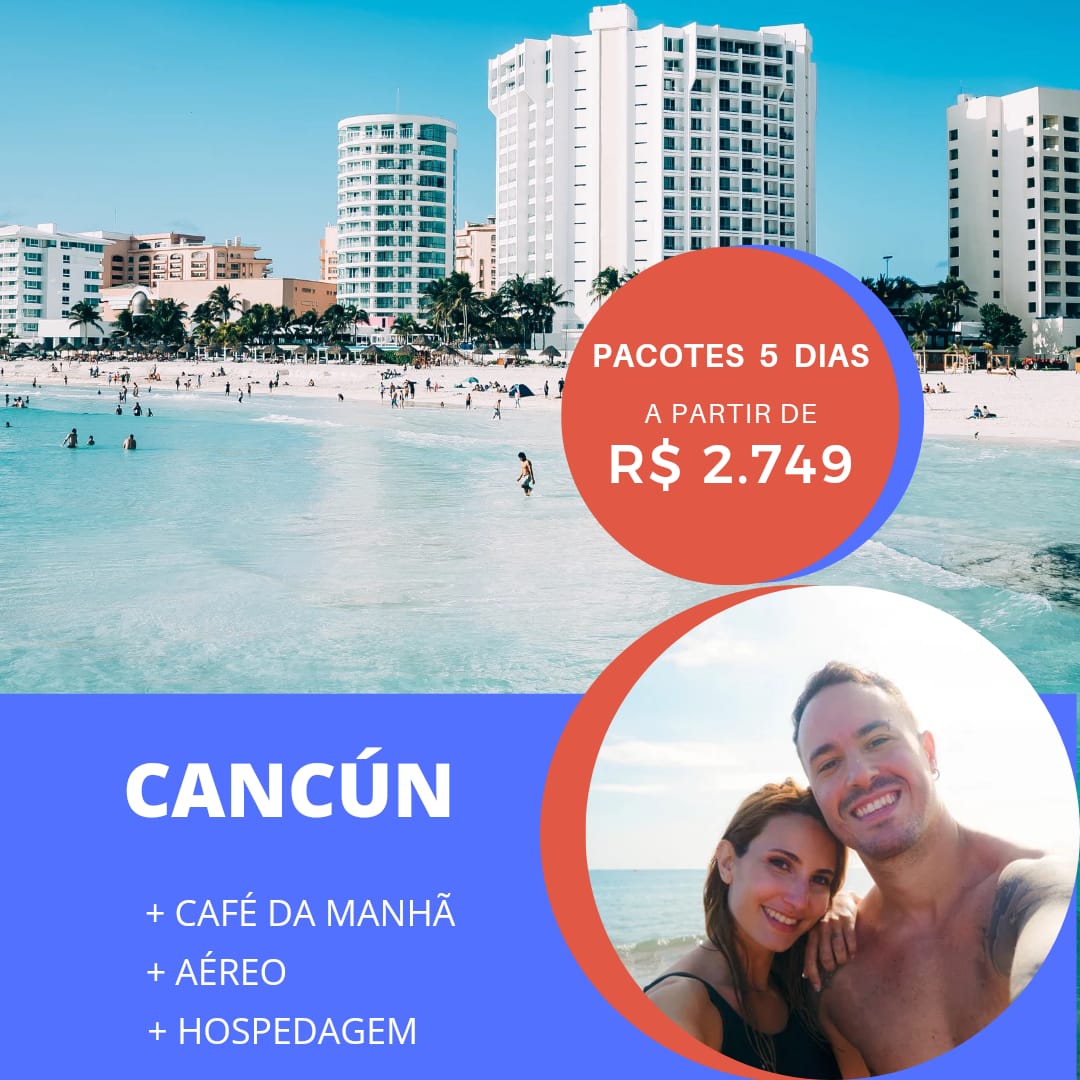 PACOTES 5 DIAS
A PARTIR DE
R$ 2.749
CANCÚN
+ CAFÉ DA MANHÃ
+ AÉREO
+ HOSPEDAGEM